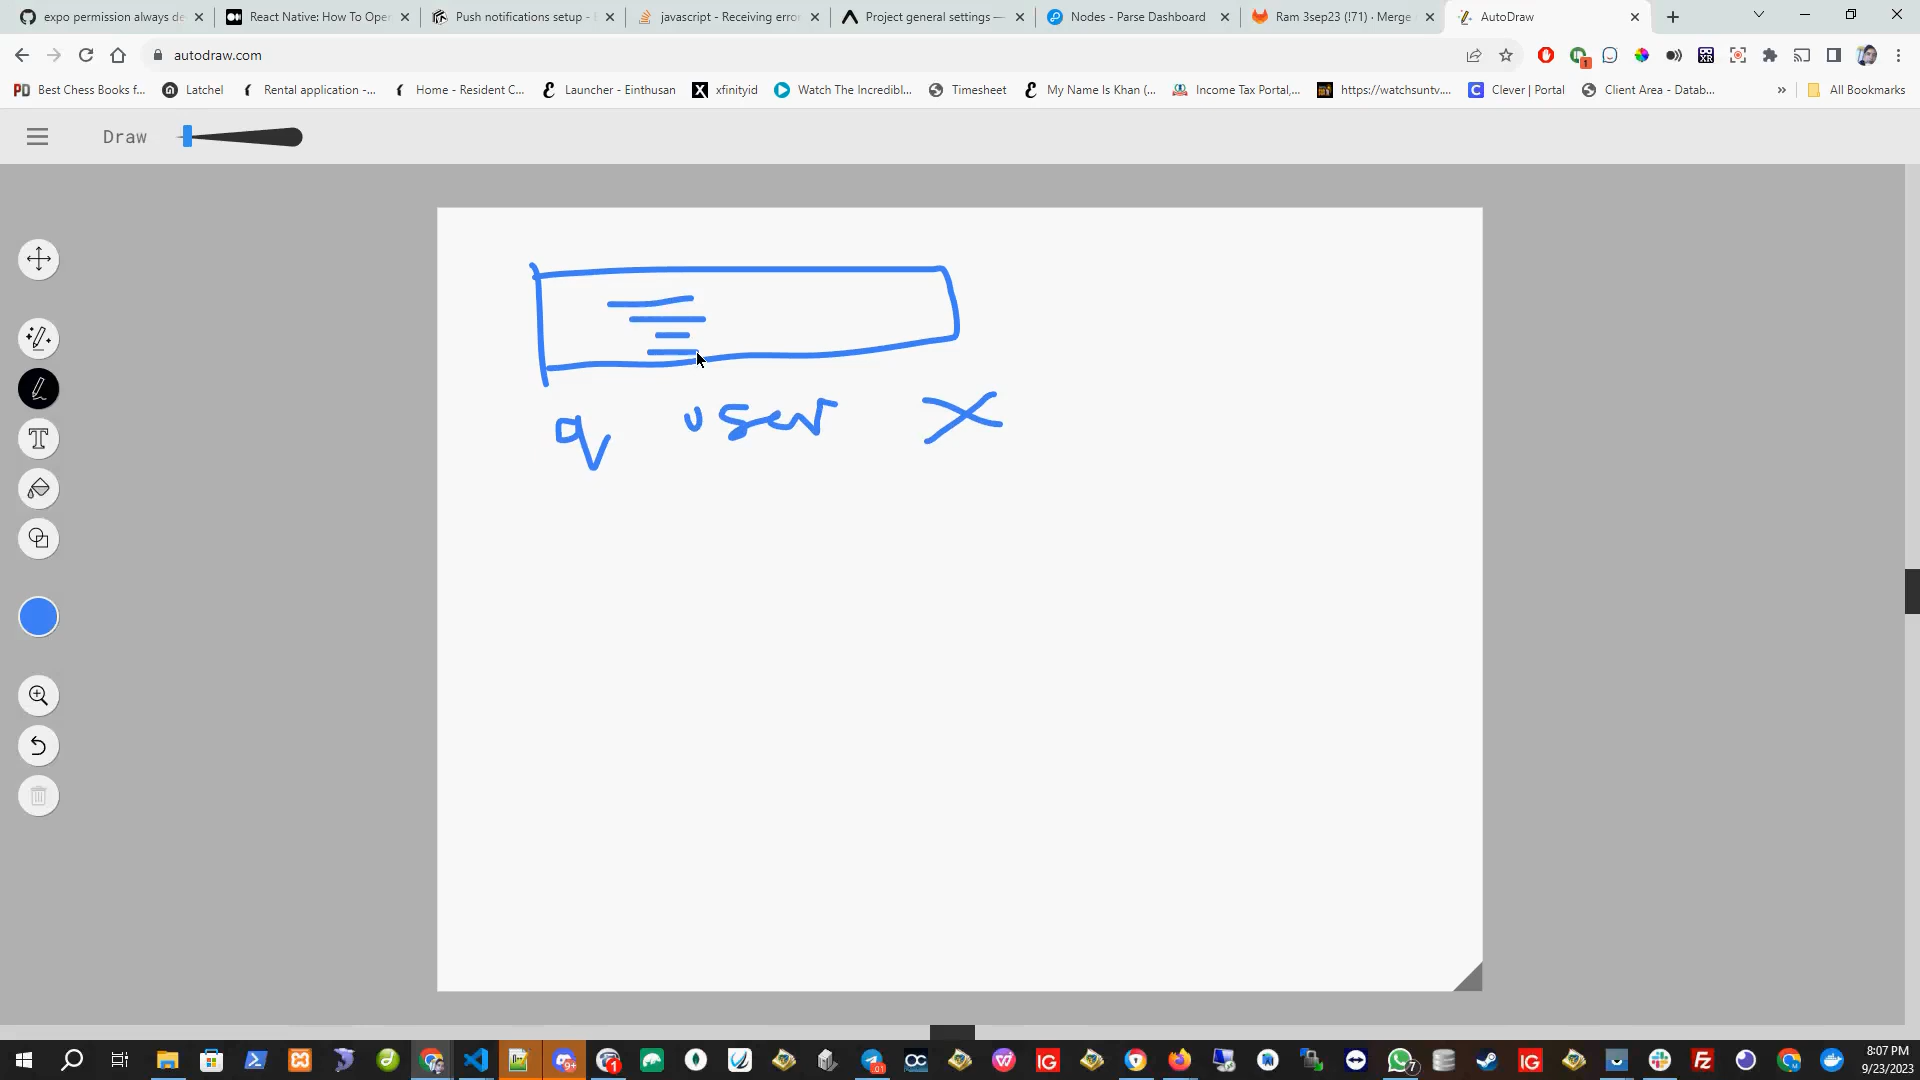 expo permission always de
React Native: How To Oper
Push notifications setup - E
javascript - Receiving erro
Project general settings —
Nodes - Parse Dashboard
Ram 3sep23 (!71) · Merge
AutoDraw
autodraw.com
1
Best Chess Books f...
Latchel
Rental application -...
Home - Resident C...
Launcher - Einthusan
xfinityid
Watch The Incredibl...
Timesheet
My Name Is Khan (...
Income Tax Portal,...
https://watchsuntv....
Clever | Portal
Client Area - Datab...
»
All Bookmarks
Draw
q user X
8:07 PM
9/23/2023